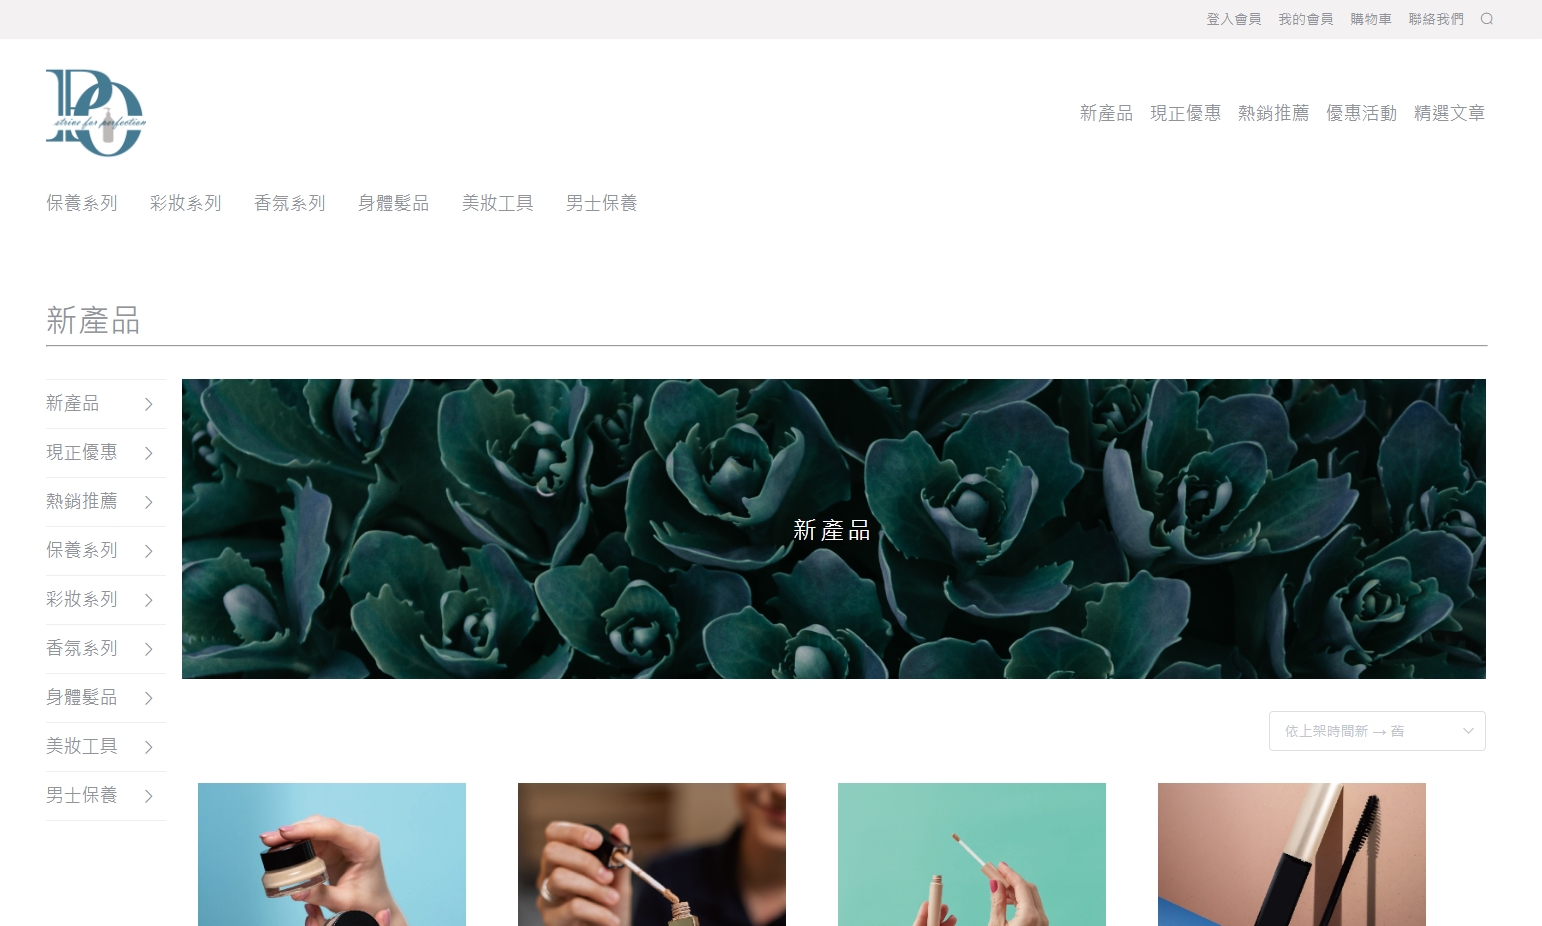 登入會員 我的會員 購物車 聯絡我們
PO
strive for perfection
新產品 現正優惠 熱銷推薦 優惠活動 精選文章
保養系列 彩妝系列 香氛系列 身體髮品 美妝工具 男士保養
新產品
新產品
現正優惠
熱銷推薦
保養系列
彩妝系列
香氛系列
身體髮品
美妝工具
男士保養
新產品
依上架時間新 → 舊